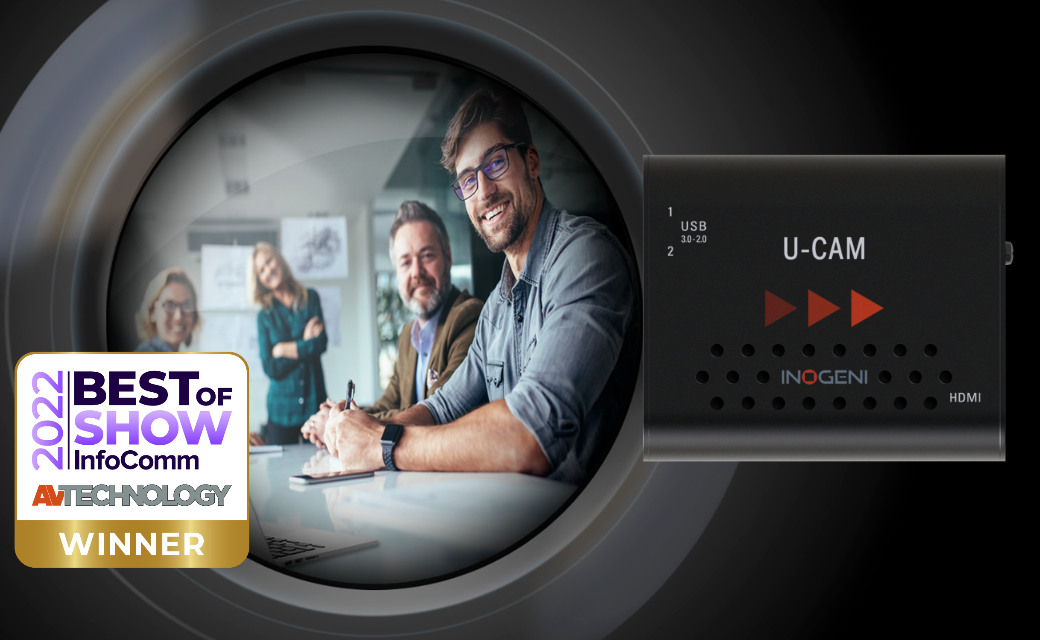 1
USB
3.0-2.0
2
U-CAM
INOGENI
HDMI
2022
BEST OF
SHOW
InfoComm
AVTECHNOLOGY
WINNER